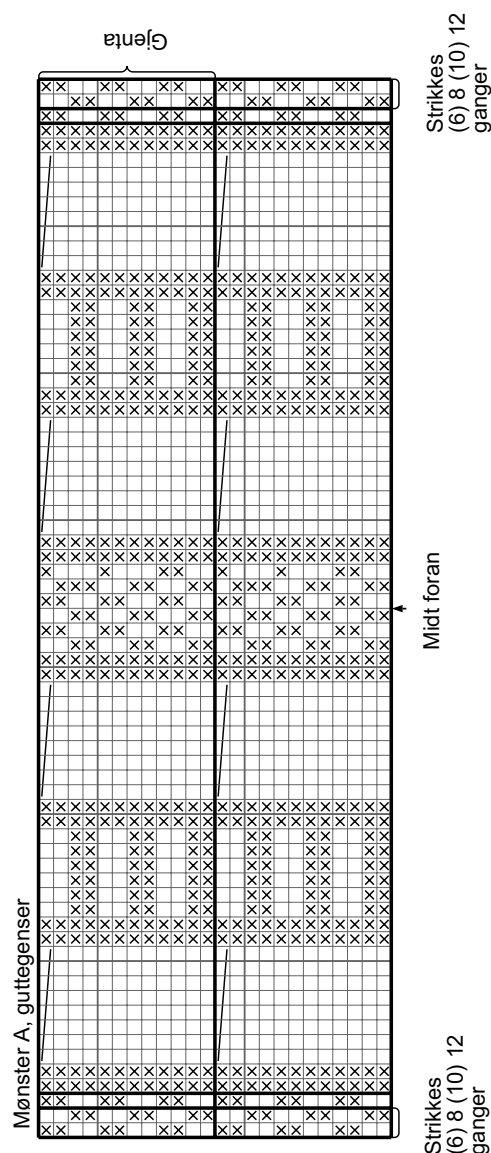 Mønster A, guttegenser
Gjenta
Strikkes
(6) 8 (10) 12
ganger
Midt foran
Strikkes
(6) 8 (10) 12
ganger